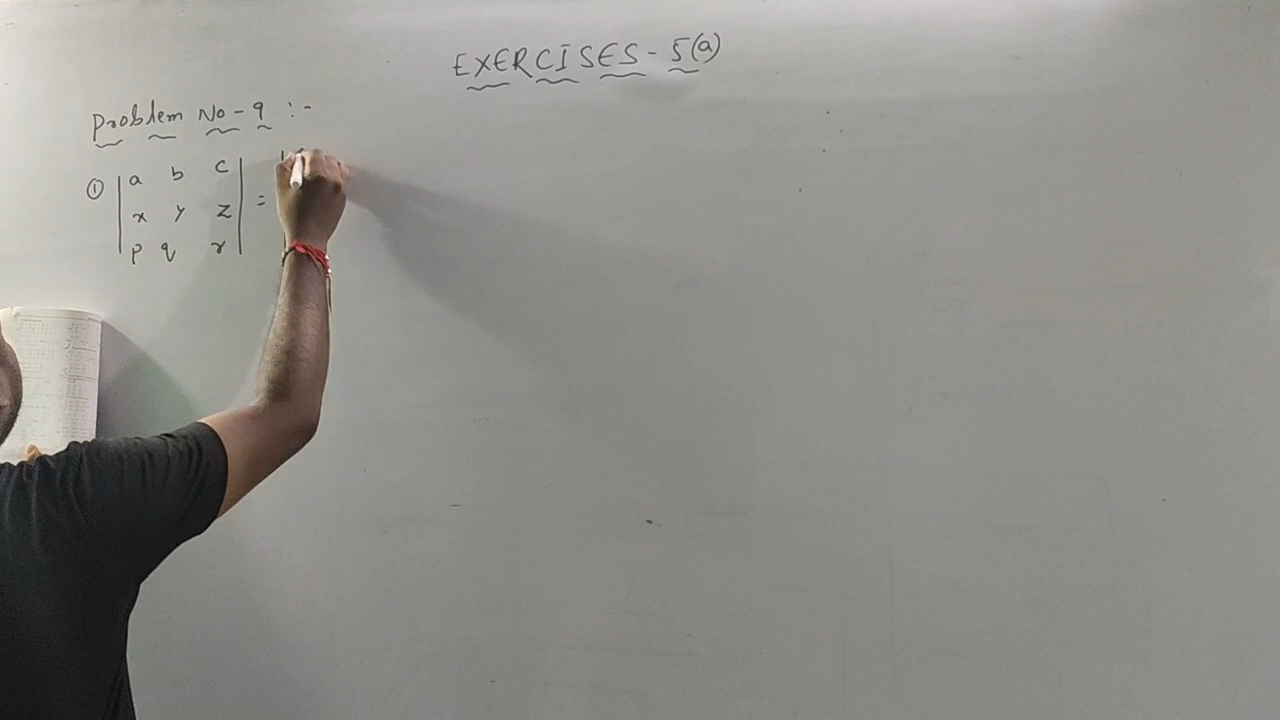 EXERCISES - 5(a)
Problem No - 9 :-
① | a b c |
| x y z | =
| p q r |